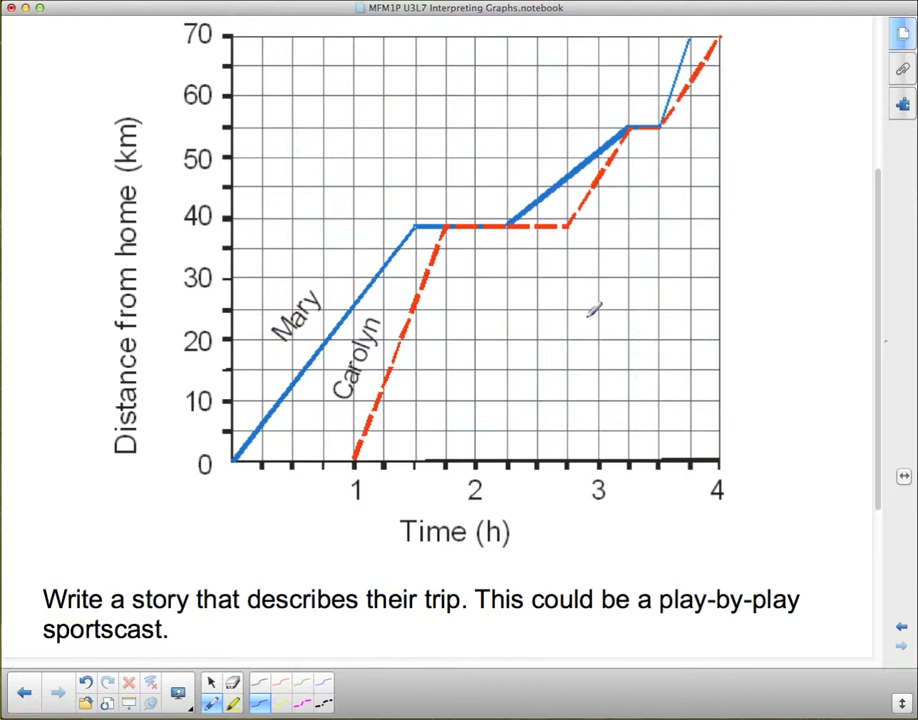 MFM1P U3L7 Interpreting Graphs.notebook
70
60
50
40
30
20
10
0
Distance from home (km)
Mary
Carolyn
1 2 3 4
Time (h)
Write a story that describes their trip. This could be a play-by-play
sportscast.